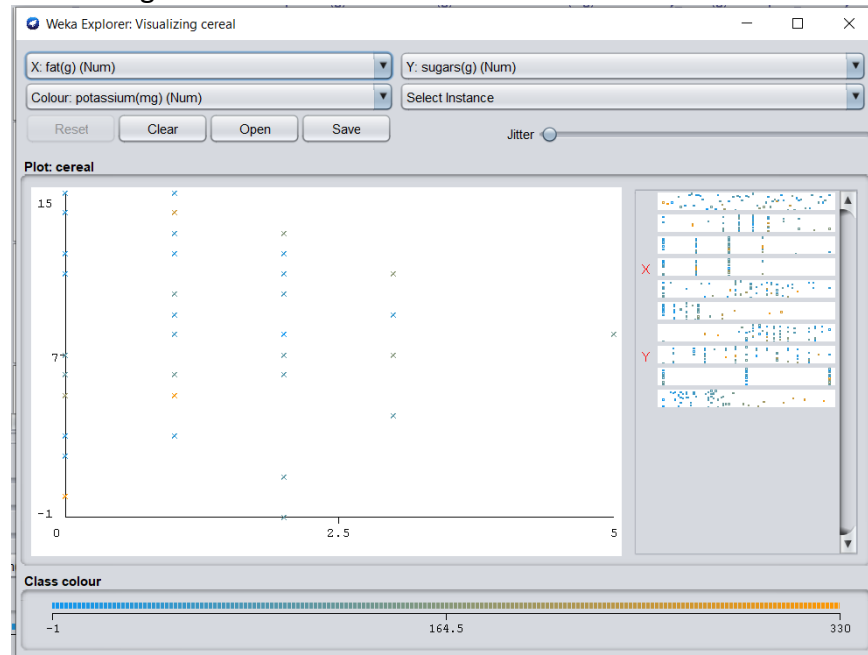 Weka Explorer: Visualizing cereal
X: fat(g) (Num)
Y: sugars(g) (Num)
Colour: potassium(mg) (Num)
Select Instance
Reset
Clear
Open
Save
Jitter
Plot: cereal
15
7
-1
0
2.5
5
X
Y
Class colour
-1
164.5
330